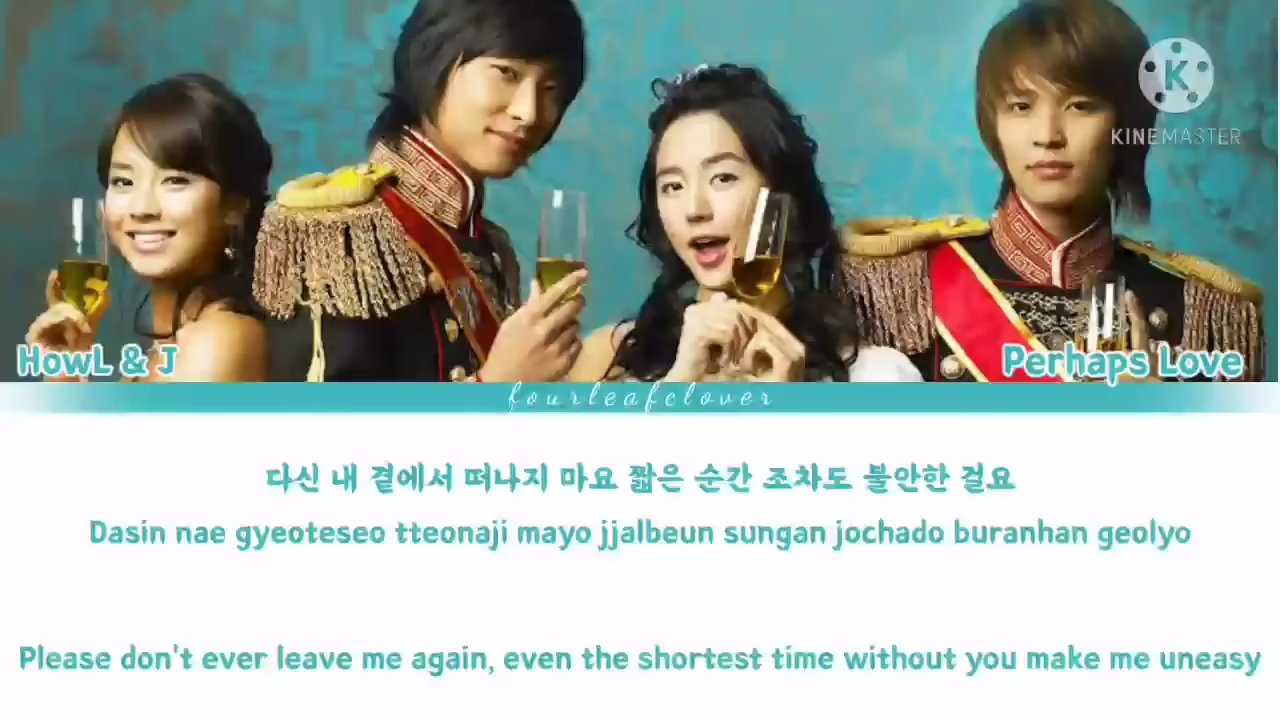 K
KINEMASTER
HowL & J
Perhaps Love
fourleafclover
다신 내 곁에서 떠나지 마요 짧은 순간 조차도 불안한 걸요
Dasin nae gyeoteseo tteonaji mayo jjalbeun sungan jochado buranhan geolyo
Please don't ever leave me again, even the shortest time without you make me uneasy